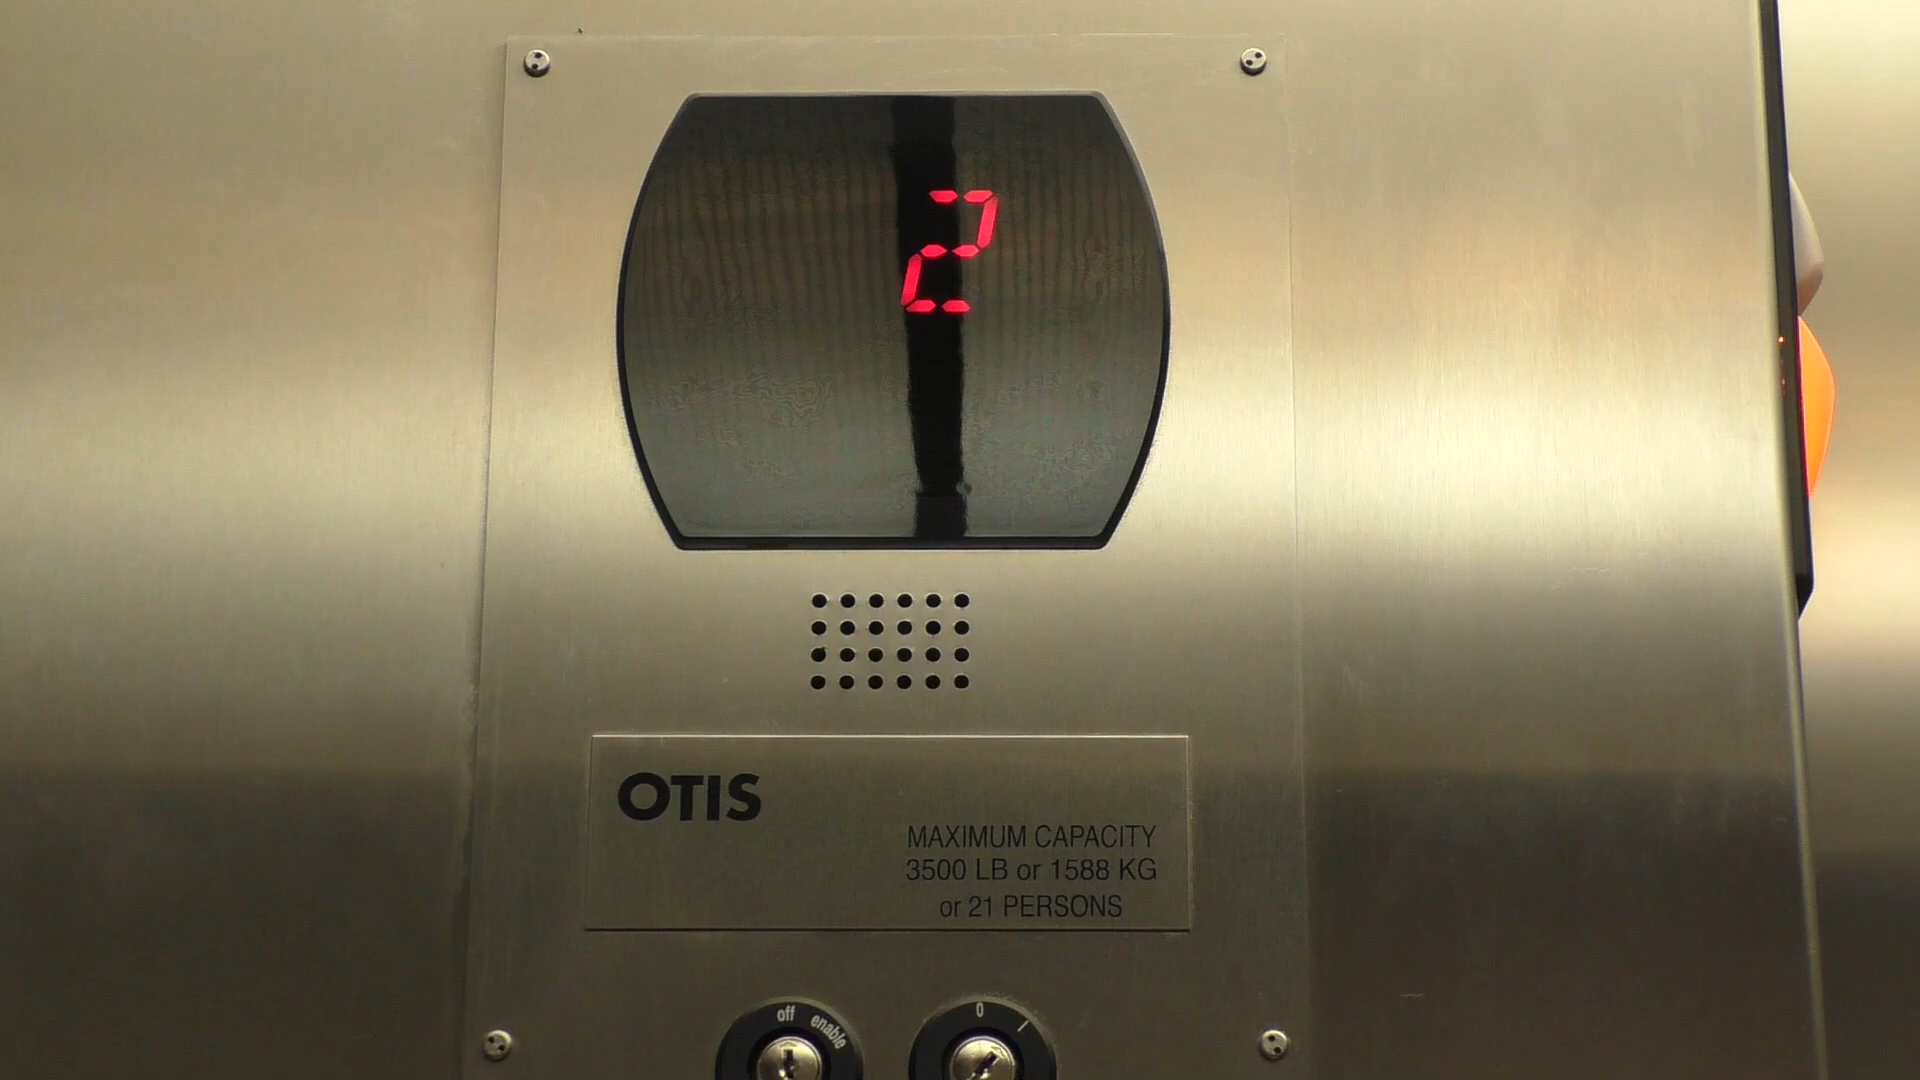 2
OTIS
MAXIMUM CAPACITY
3500 LB or 1588 KG
or 21 PERSONS
off enable
0 I